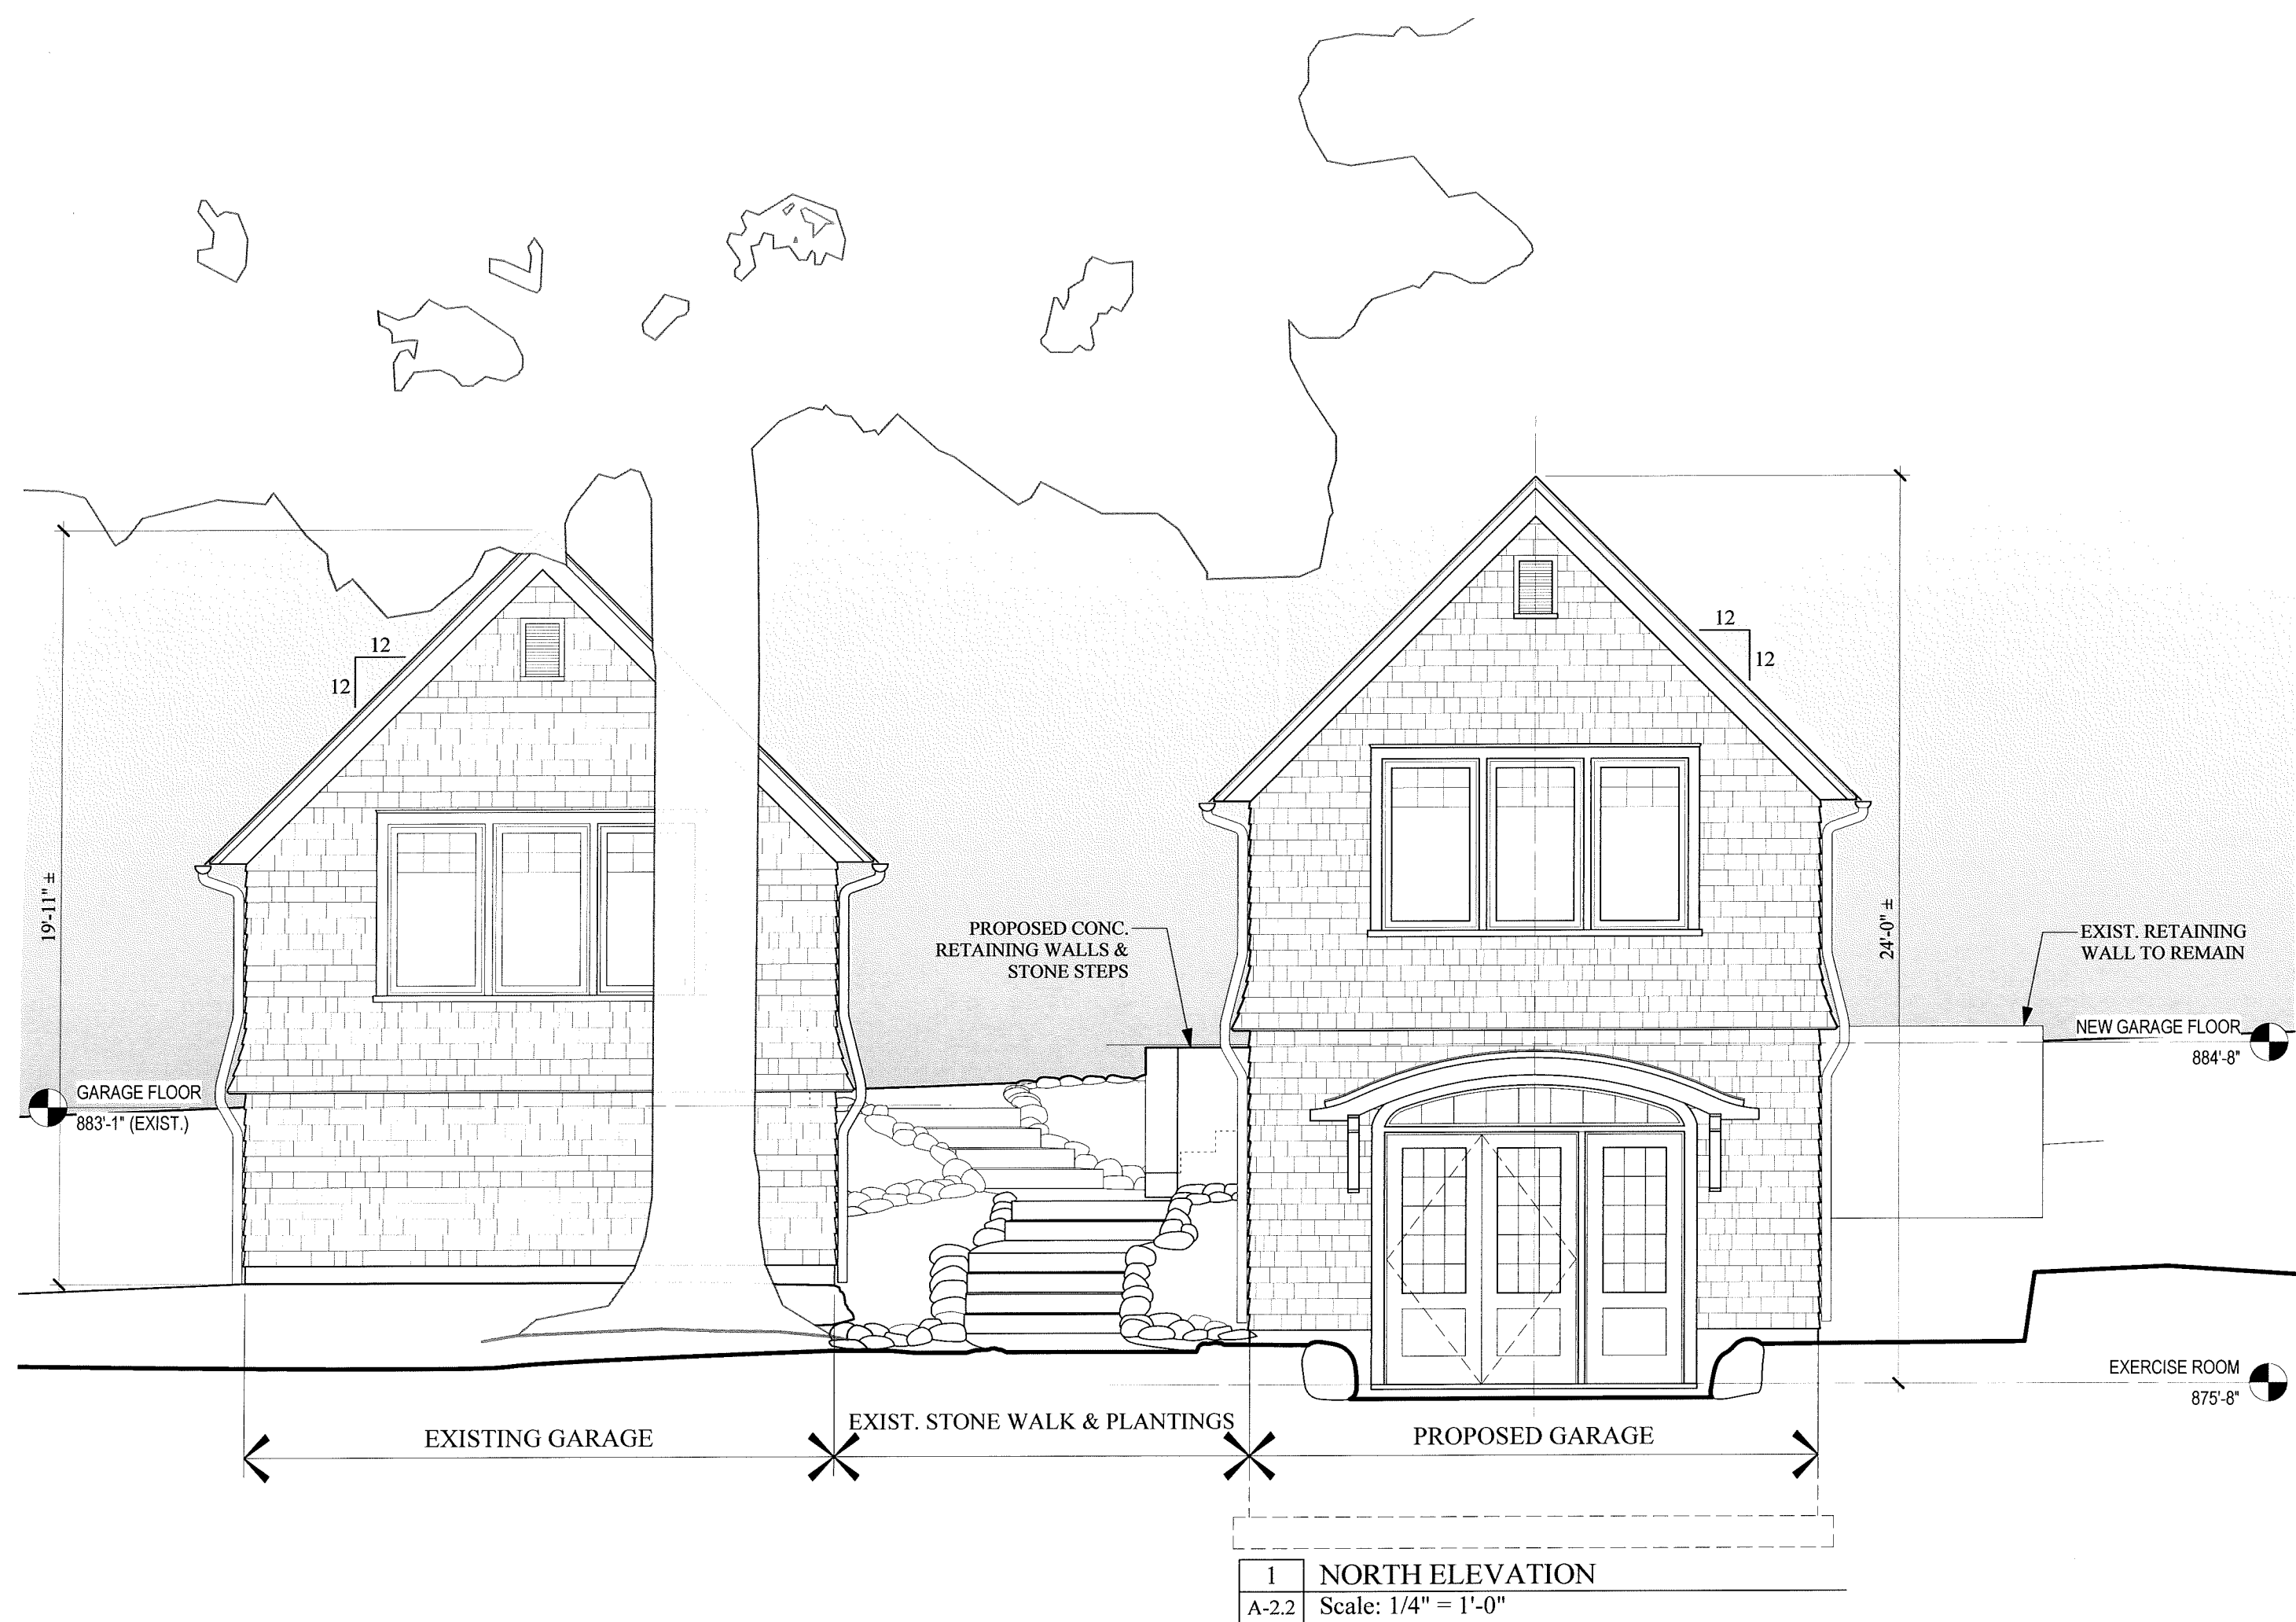 12
12
12
12
19'-11" ±
24'-0" ±
PROPOSED CONC.
RETAINING WALLS &
STONE STEPS
EXIST. RETAINING
WALL TO REMAIN
NEW GARAGE FLOOR
884'-8"
GARAGE FLOOR
883'-1" (EXIST.)
EXERCISE ROOM
875'-8"
EXISTING GARAGE
EXIST. STONE WALK & PLANTINGS
PROPOSED GARAGE
1
NORTH ELEVATION
A-2.2
Scale: 1/4" = 1'-0"